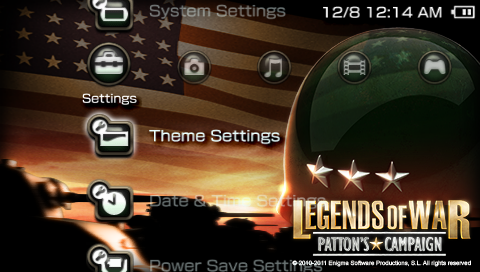 System Settings
12/8 12:14 AM
Settings
Theme Settings
Date & Time Settings
LEGENDS OF WAR
PATTON'S CAMPAIGN
© 2010-2011 Enigma Software Productions, S.L. All rights reserved
Power Save Settings